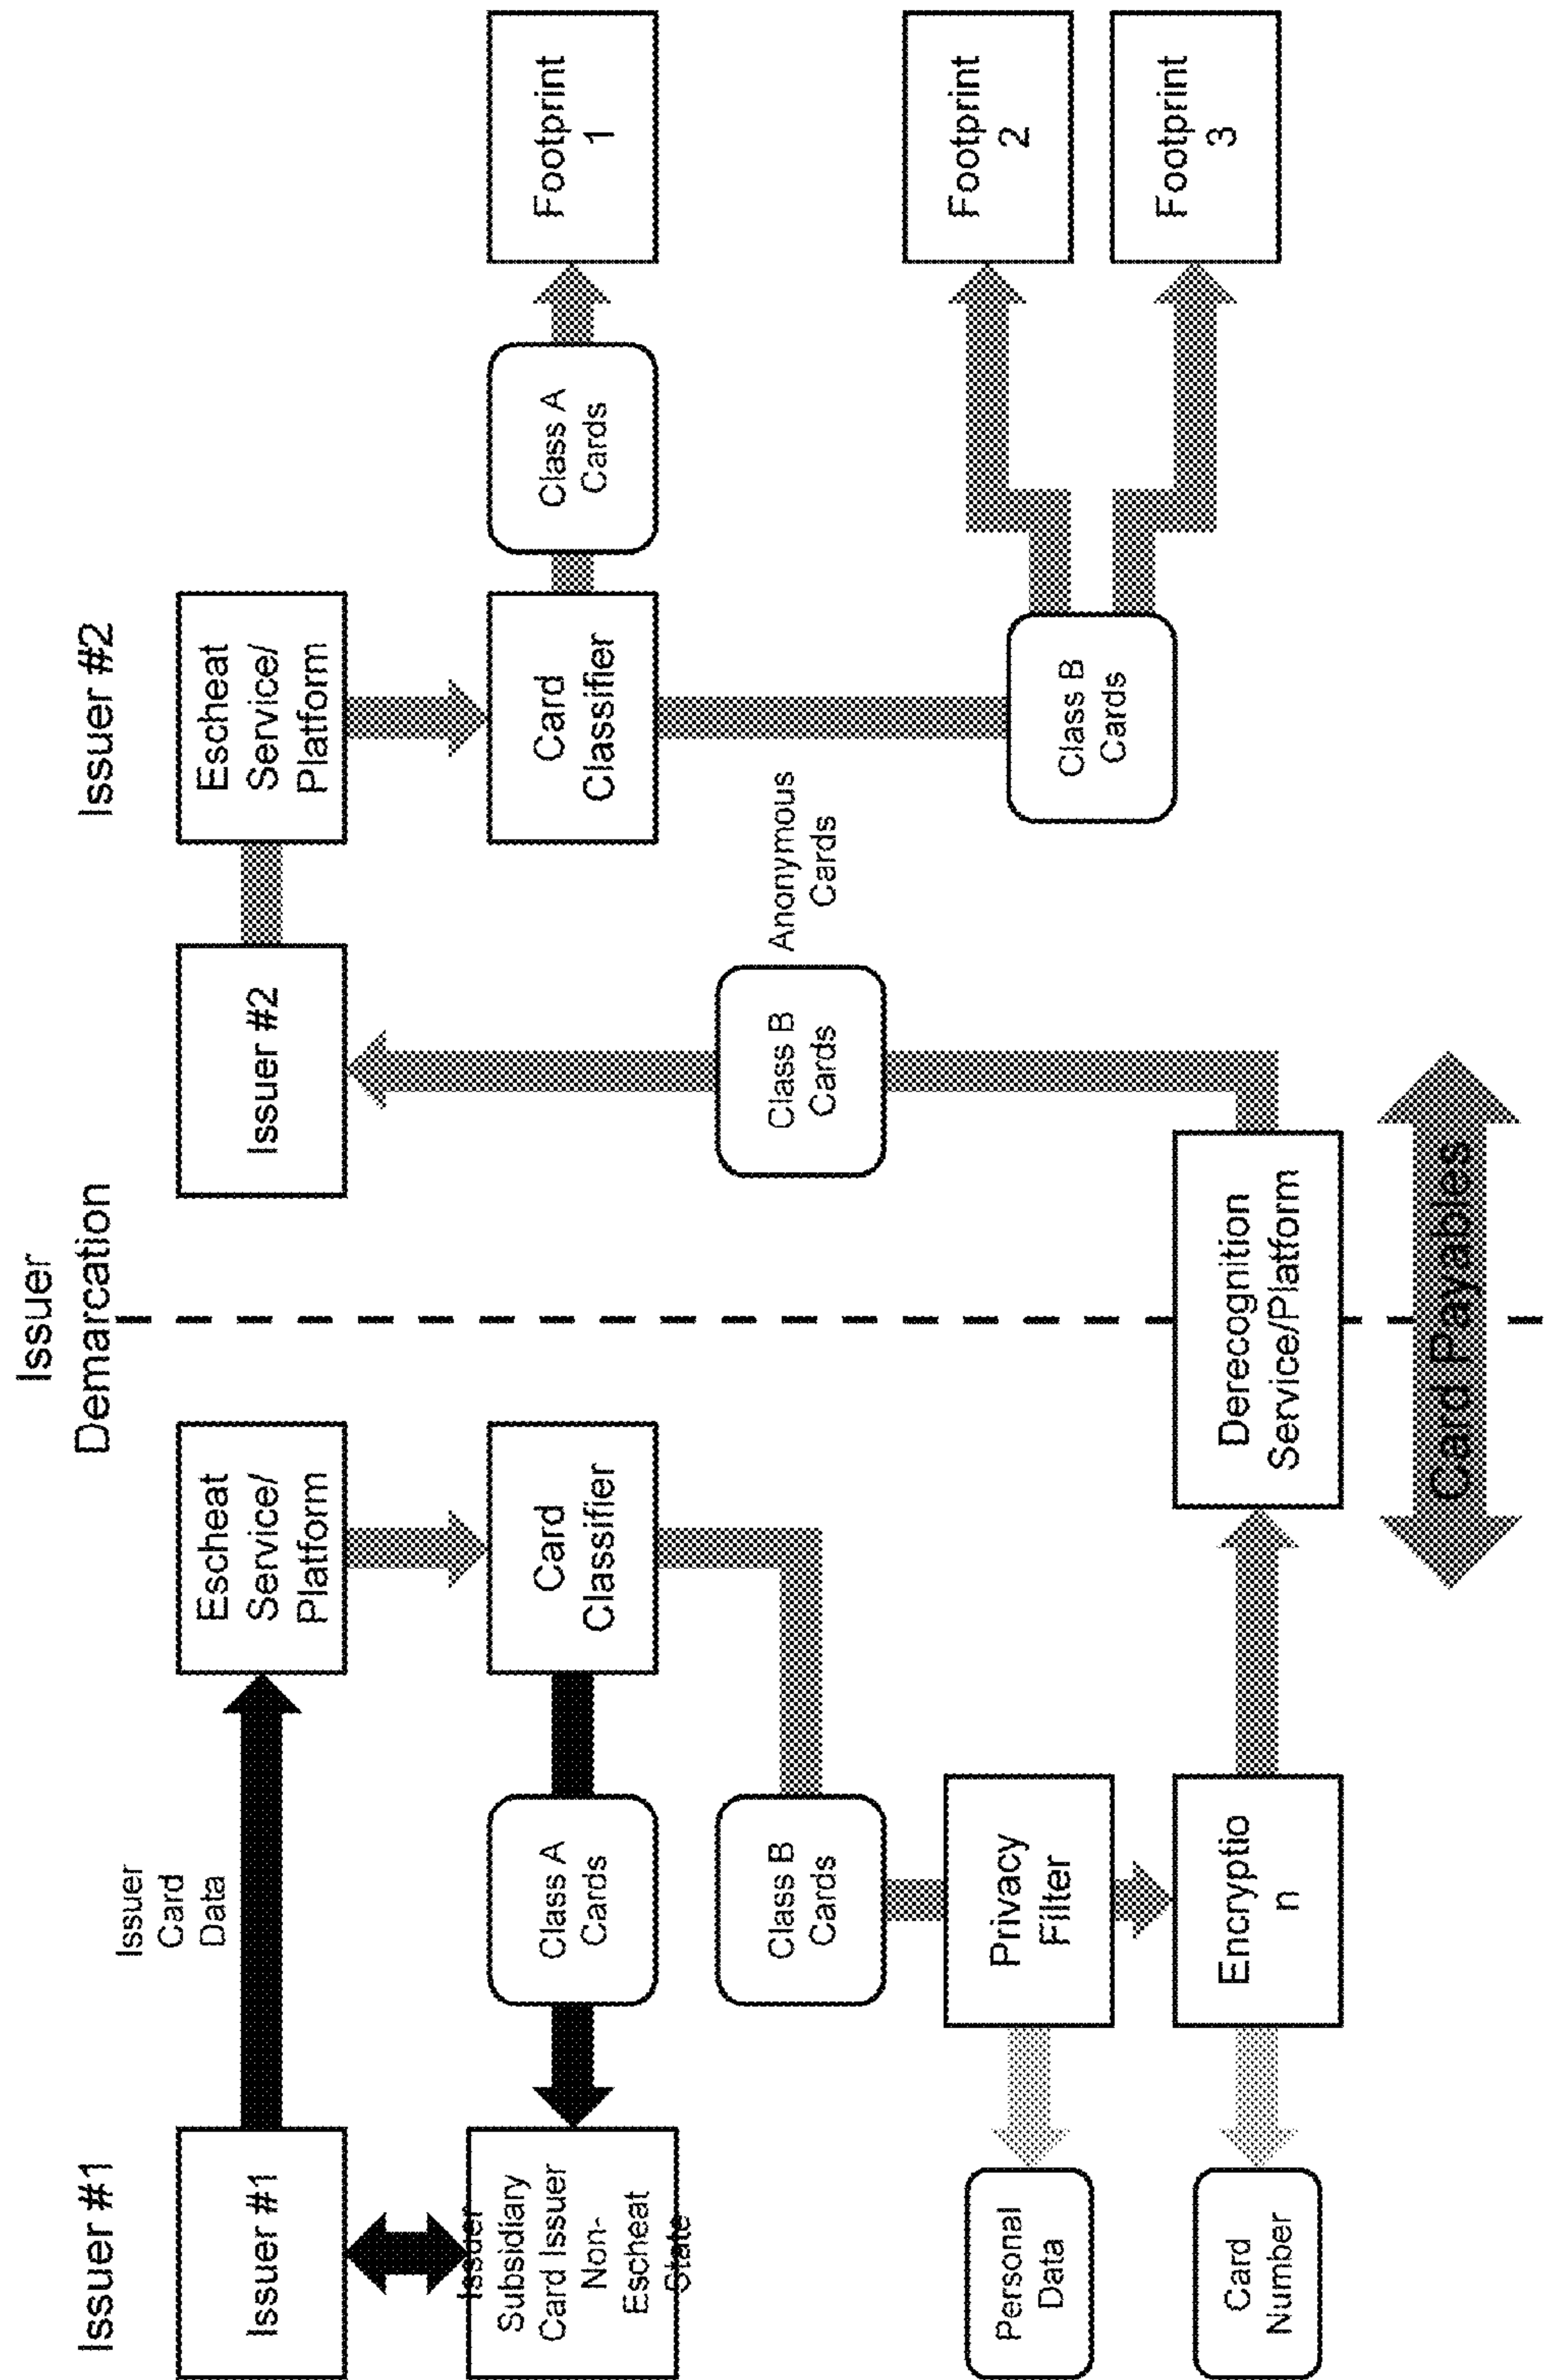 Issuer #1
Issuer
Demarcation
Issuer #2
Issuer #1
Issuer
Card
Data
Escheat
Service/
Platform
Issuer #2
Escheat
Service/
Platform
Issuer
Subsidiary
Card Issuer
Non-
Escheat
State
Class A
Cards
Card
Classifier
Card
Classifier
Class A
Cards
Footprint
1
Class B
Cards
Class B
Cards
Anonymous
Cards
Personal
Data
Privacy
Filter
Class B
Cards
Footprint
2
Card
Number
Encryptio
n
Derecognition
Service/Platform
Footprint
3
Card Payables